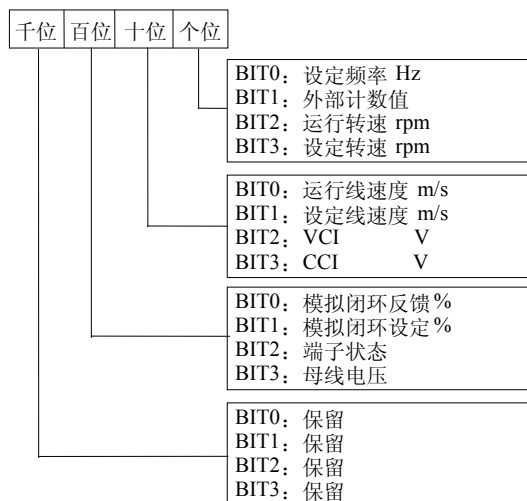 千位 百位 十位 个位
BIT0：设定频率 Hz
BIT1：外部计数值
BIT2：运行转速 rpm
BIT3：设定转速 rpm
BIT0：运行线速度 m/s
BIT1：设定线速度 m/s
BIT2：VCI V
BIT3：CCI V
BIT0：模拟闭环反馈%
BIT1：模拟闭环设定%
BIT2：端子状态
BIT3：母线电压
BIT0：保留
BIT1：保留
BIT2：保留
BIT3：保留